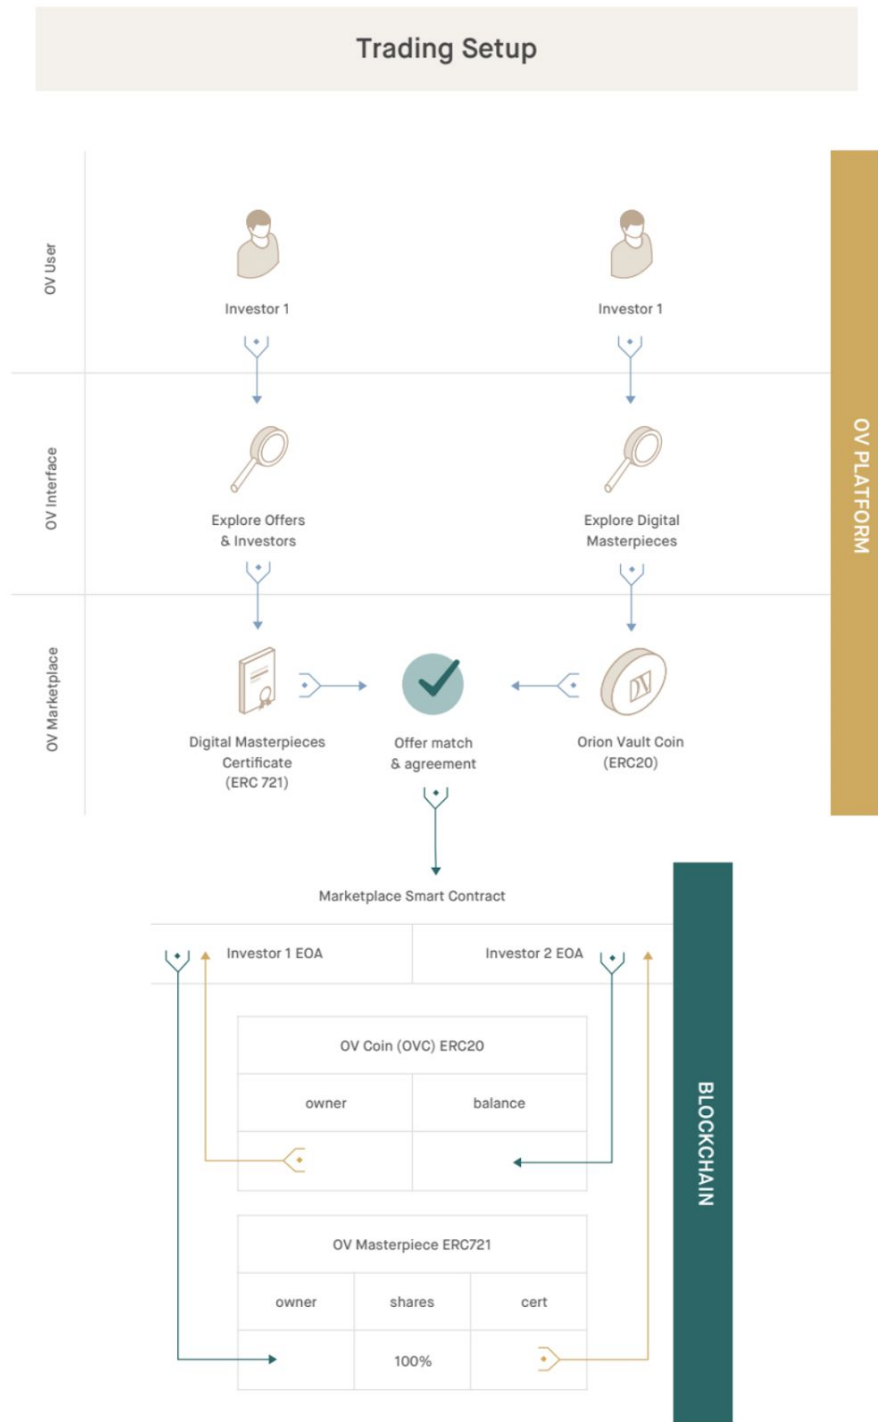 Trading Setup
OV User
Investor 1
Investor 1
OV Interface
Explore Offers
& Investors
Explore Digital
Masterpieces
OV PLATFORM
OV Marketplace
Digital Masterpieces
Certificate
(ERC 721)
Offer match
& agreement
OV
Orion Vault Coin
(ERC20)
Marketplace Smart Contract
Investor 1 EOA
Investor 2 EOA
OV Coin (OVC) ERC20
owner
balance
BLOCKCHAIN
OV Masterpiece ERC721
owner
shares
cert
100%